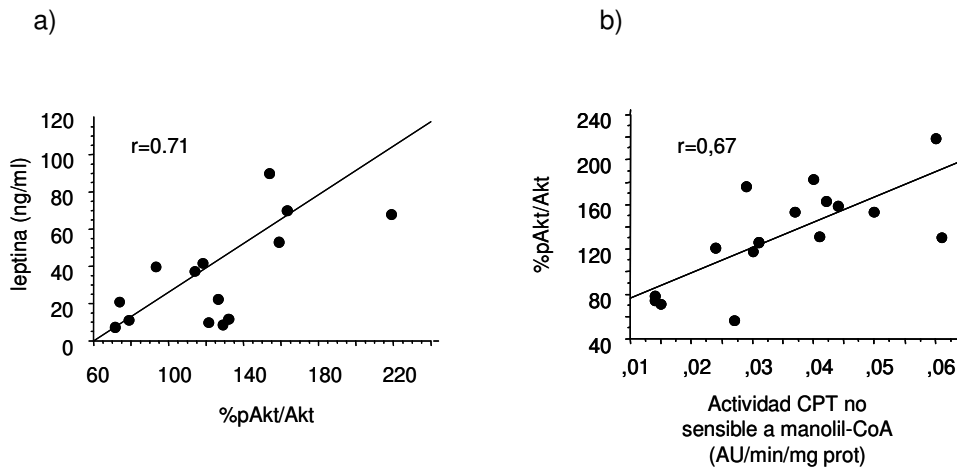 a)
b)
120
100
80
60
40
20
0
leptina (ng/ml)
r=0.71
60 100 140 180 220
%pAkt/Akt
240
200
160
120
80
40
%pAkt/Akt
r=0,67
,01 ,02 ,03 ,04 ,05 ,06
Actividad CPT no
sensible a manolil-CoA
(AU/min/mg prot)